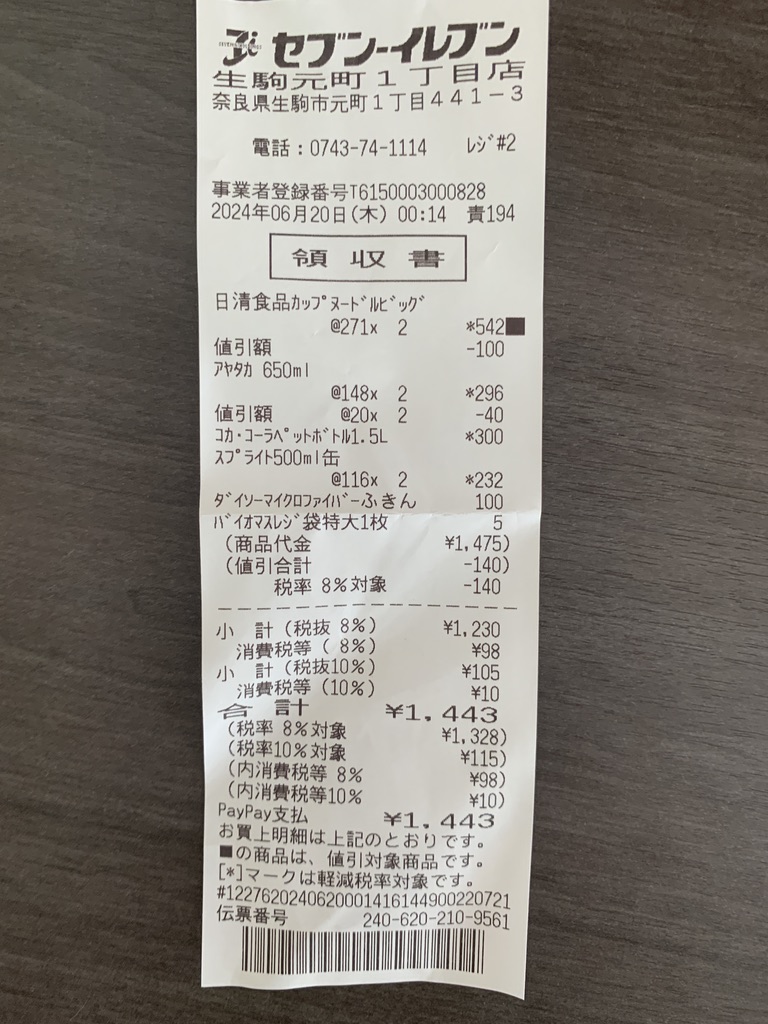 セブン-イレブン
生駒元町1丁目店
奈良県生駒市元町1丁目441-3
電話:0743-74-1114 レジ#2
事業者登録番号T6150003000828
2024年06月20日(木) 00:14 責194
領収書
日清食品カップヌードルビッグ
@271x 2 *542■
値引額 -100
アヤタカ 650ml
@148x 2 *296
値引額 @20x 2 -40
コカ・コーラペットボトル1.5L *300
スプライト500ml缶
@116x 2 *232
ダイソーマイクロファイバーふきん 100
バイオマスレジ袋特大1枚 5
(商品代金 ¥1,475)
(値引合計 -140)
税率 8%対象 -140
小 計(税抜 8%) ¥1,230
消費税等( 8%) ¥98
小 計(税抜10%) ¥105
消費税等(10%) ¥10
合 計 ¥1,443
(税率 8%対象 ¥1,328)
(税率10%対象 ¥115)
(内消費税等 8% ¥98)
(内消費税等10% ¥10)
PayPay支払 ¥1,443
お買上明細は上記のとおりです。
■の商品は、値引対象商品です。
[*]マークは軽減税率対象です。
#1227620240620001416144900220721
伝票番号 240-620-210-9561